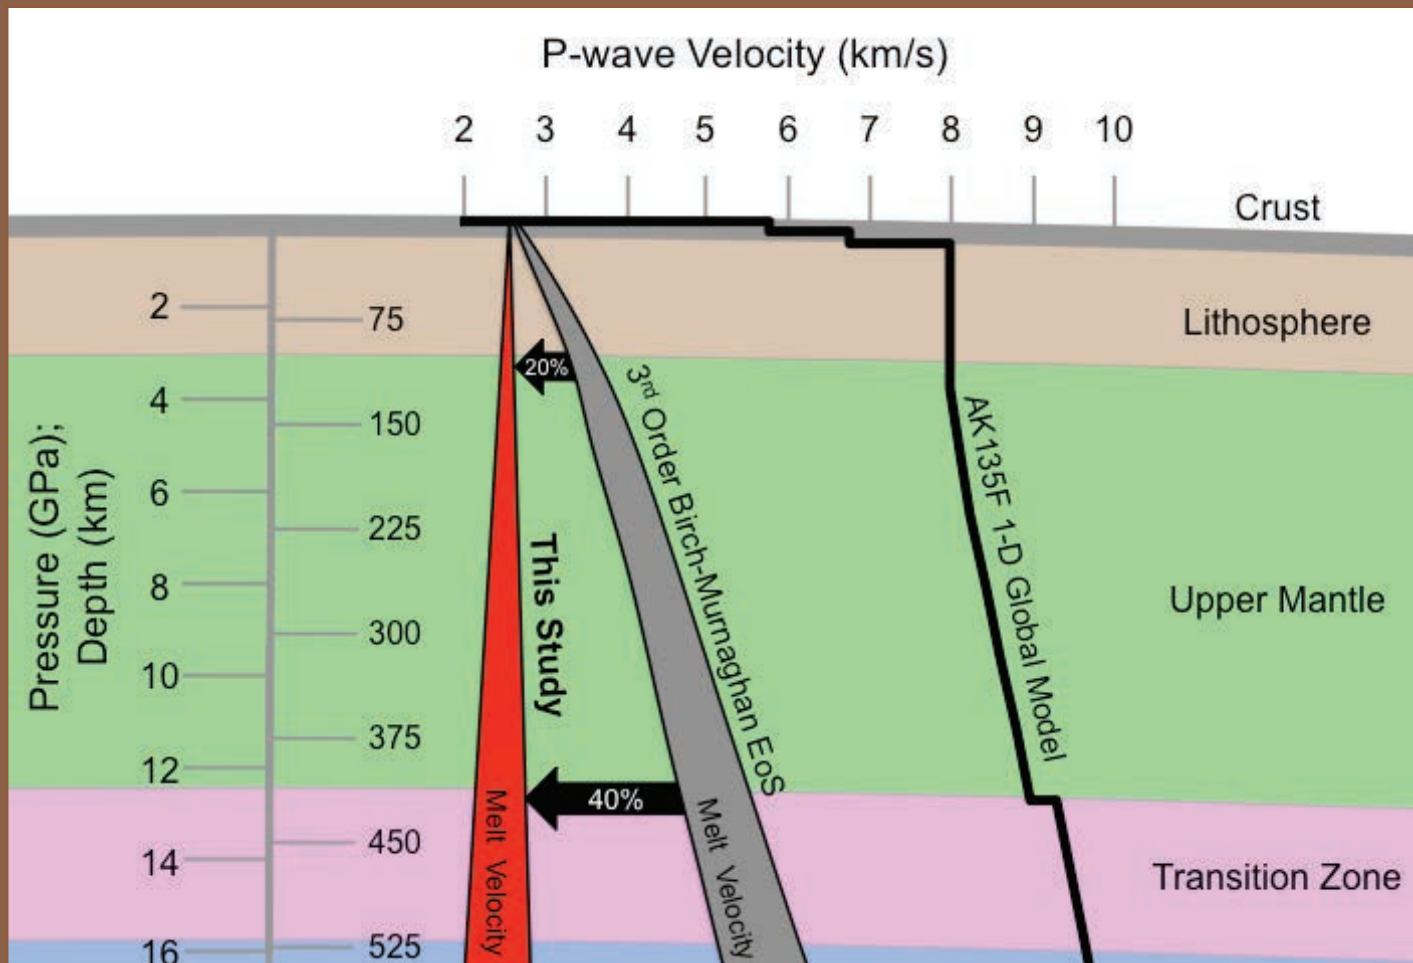 P-wave Velocity (km/s)
2 3 4 5 6 7 8 9 10
Crust
Lithosphere
Upper Mantle
Transition Zone
Pressure (GPa);
Depth (km)
2
4
6
8
10
12
14
16
75
150
225
300
375
450
525
20%
40%
This Study
Melt Velocity
3rd Order Birch-Murnaghan EoS
Melt Velocity
AK135F 1-D Global Model